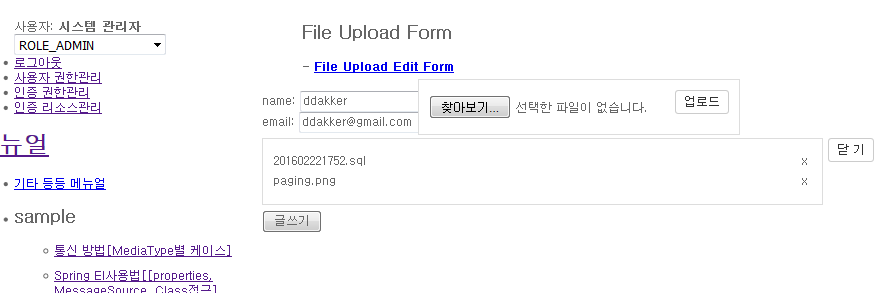 사용자: 시스템 관리자
ROLE_ADMIN
로그아웃
사용자 권한관리
인증 권한관리
인증 리소스관리
뉴얼
기타 등등 메뉴얼
sample
통신 방법[MediaType별 케이스]
Spring El사용법[[properties,
MessageSource, Class접근]
File Upload Form
- File Upload Edit Form
name: ddakker
email: ddakker@gmail.com
찾아보기... 선택한 파일이 없습니다. 업로드
201602221752.sql x
paging.png x
닫 기
글쓰기